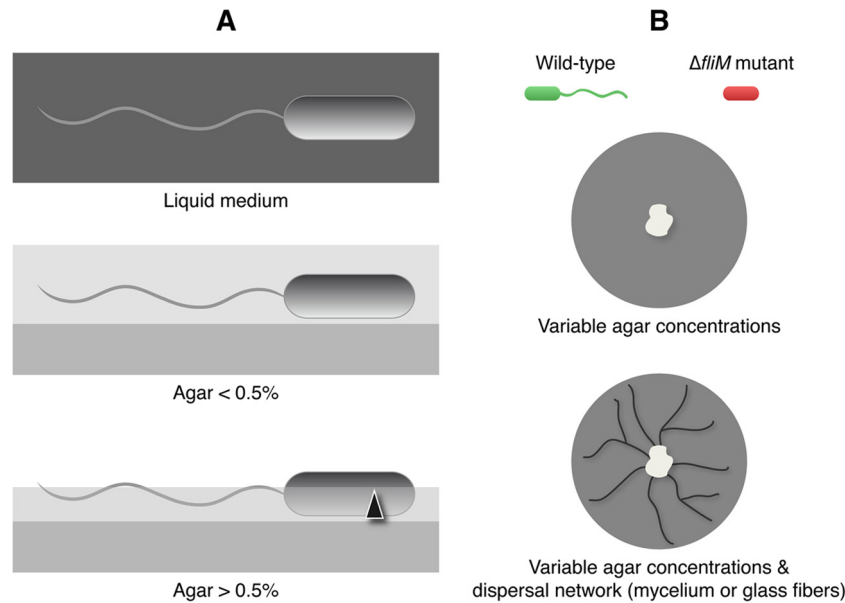 A
Liquid medium
Agar < 0.5%
Agar > 0.5%
B
Wild-type
ΔfliM mutant
Variable agar concentrations
Variable agar concentrations &
dispersal network (mycelium or glass fibers)